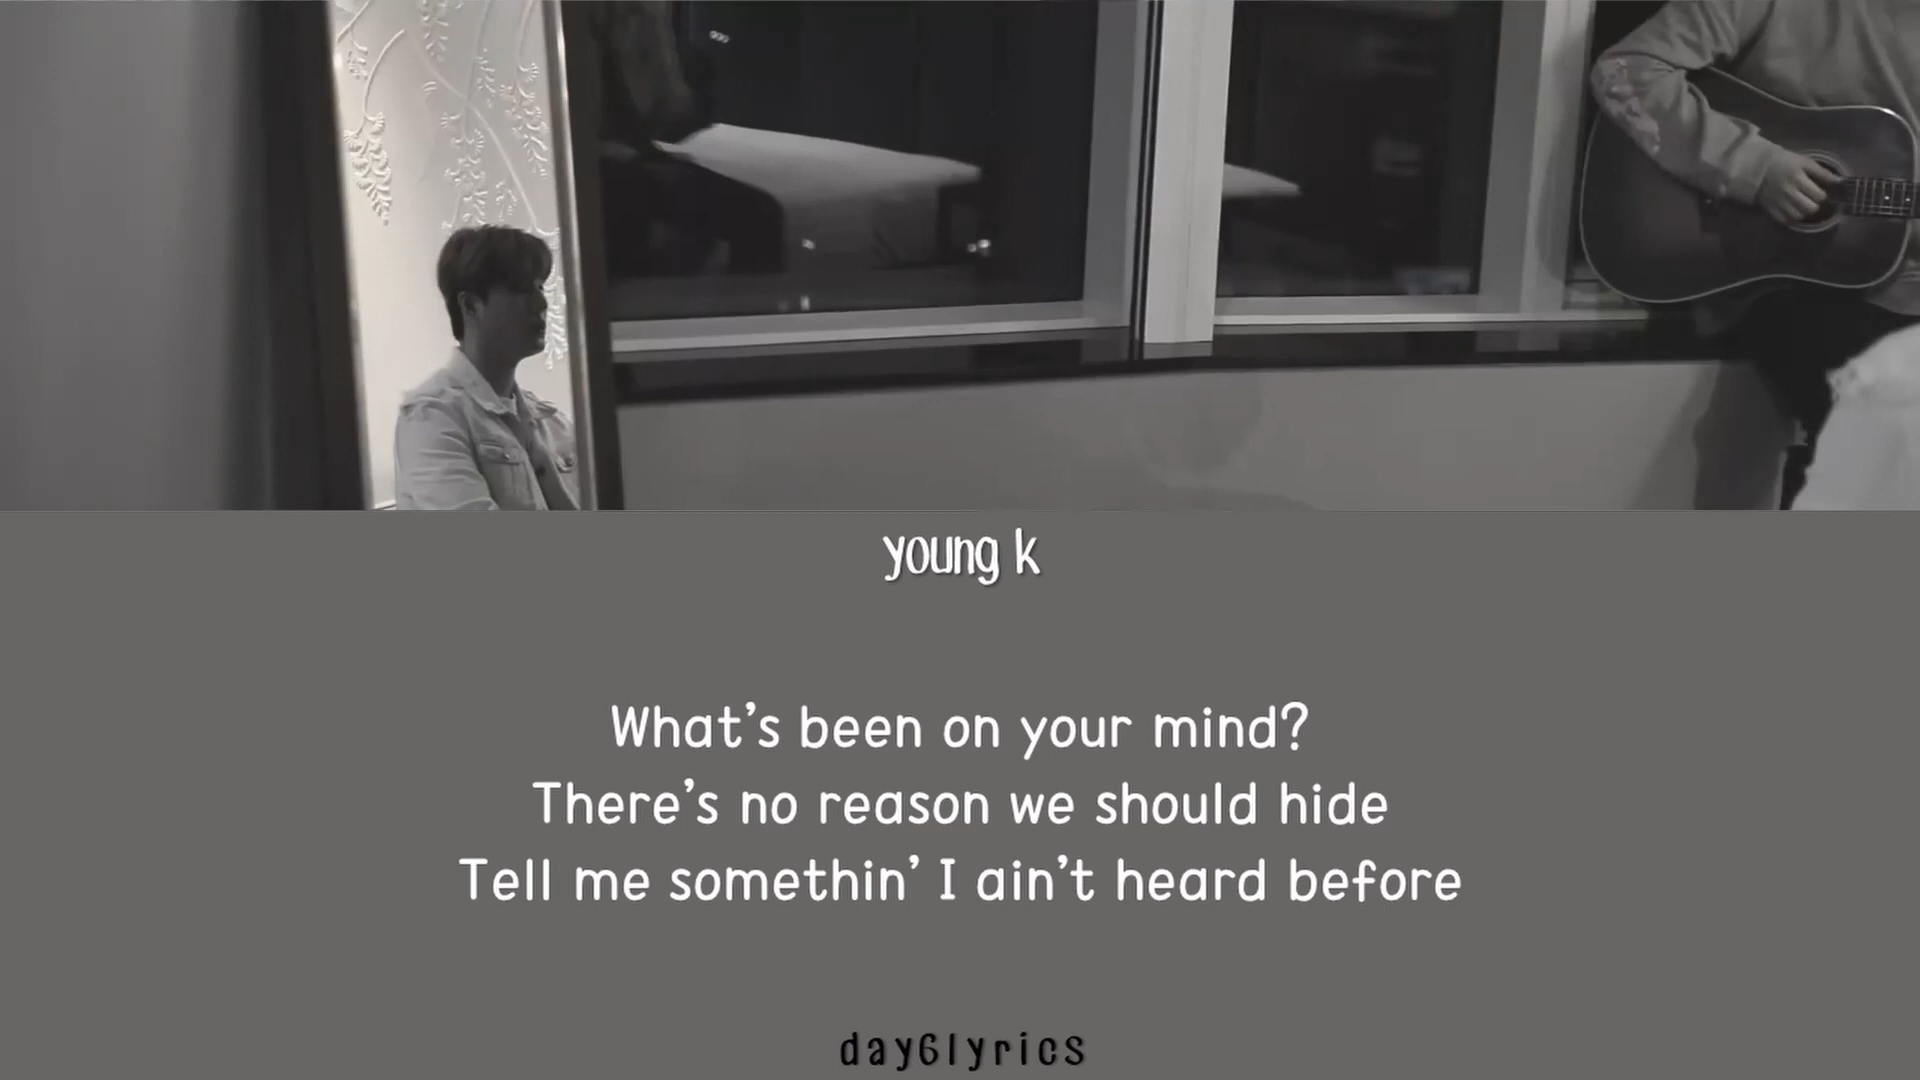 young k
What's been on your mind?
There's no reason we should hide
Tell me somethin' I ain't heard before
day6lyrics